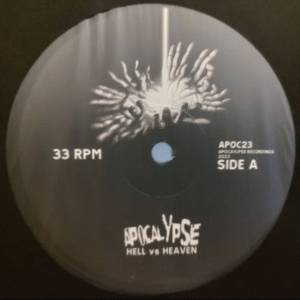 33 RPM
APOC23
APOCALYPSE RECORDINGS
2023
SIDE A
APOCALYPSE
HELL vs HEAVEN